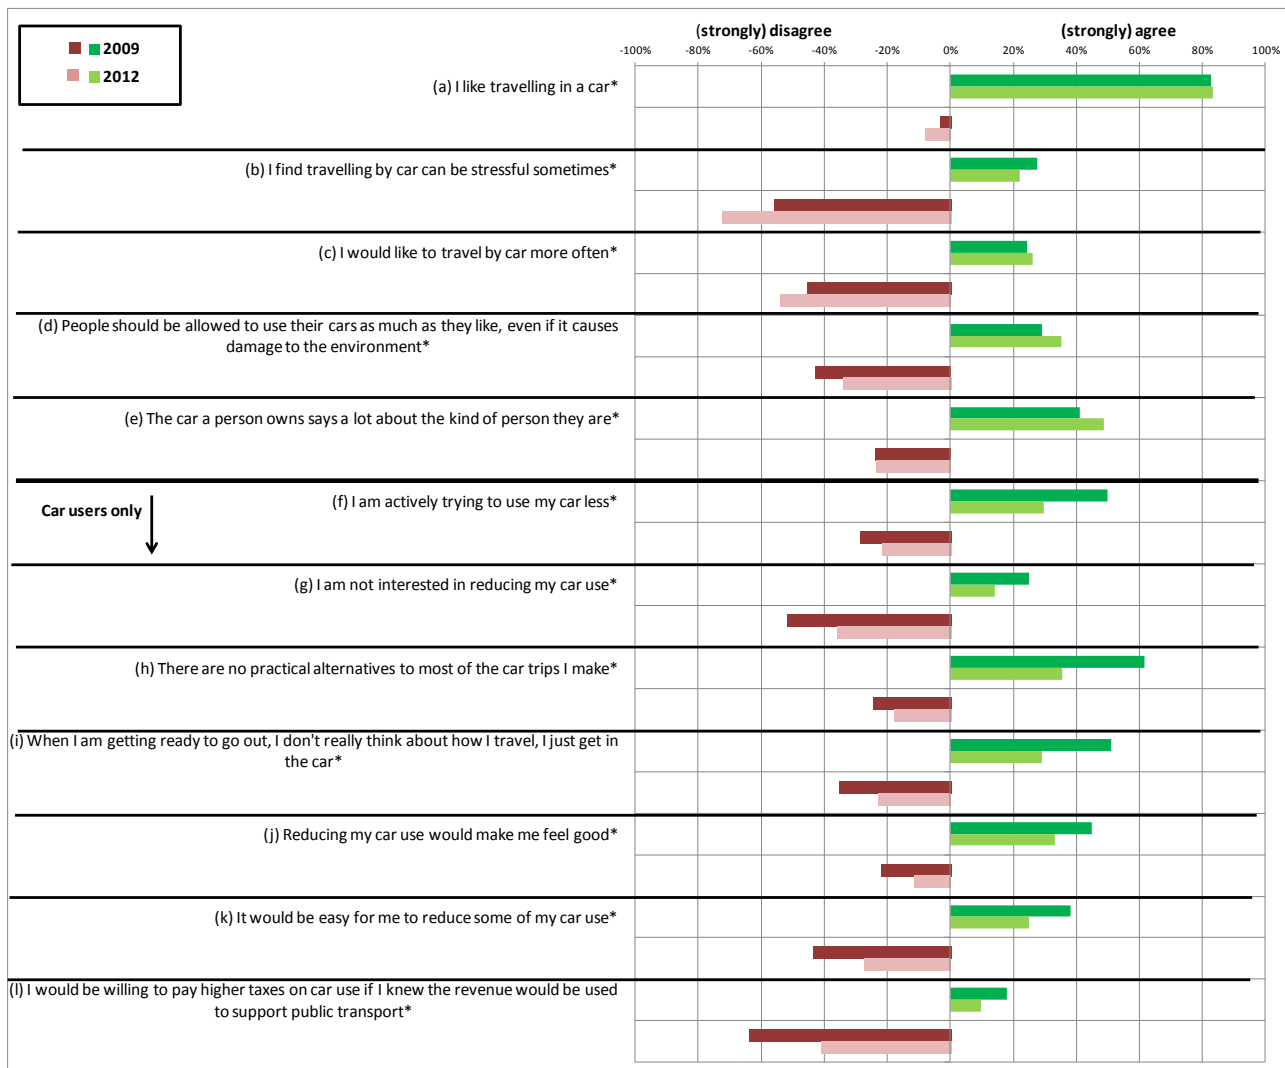 2009
2012
(strongly) disagree
(strongly) agree
-100%
-80%
-60%
-40%
-20%
0%
20%
40%
60%
80%
100%
(a) I like travelling in a car*
(b) I find travelling by car can be stressful sometimes*
(c) I would like to travel by car more often*
(d) People should be allowed to use their cars as much as they like, even if it causes
damage to the environment*
(e) The car a person owns says a lot about the kind of person they are*
Car users only
(f) I am actively trying to use my car less*
(g) I am not interested in reducing my car use*
(h) There are no practical alternatives to most of the car trips I make*
(i) When I am getting ready to go out, I don't really think about how I travel, I just get in
the car*
(j) Reducing my car use would make me feel good*
(k) It would be easy for me to reduce some of my car use*
(l) I would be willing to pay higher taxes on car use if I knew the revenue would be used
to support public transport*